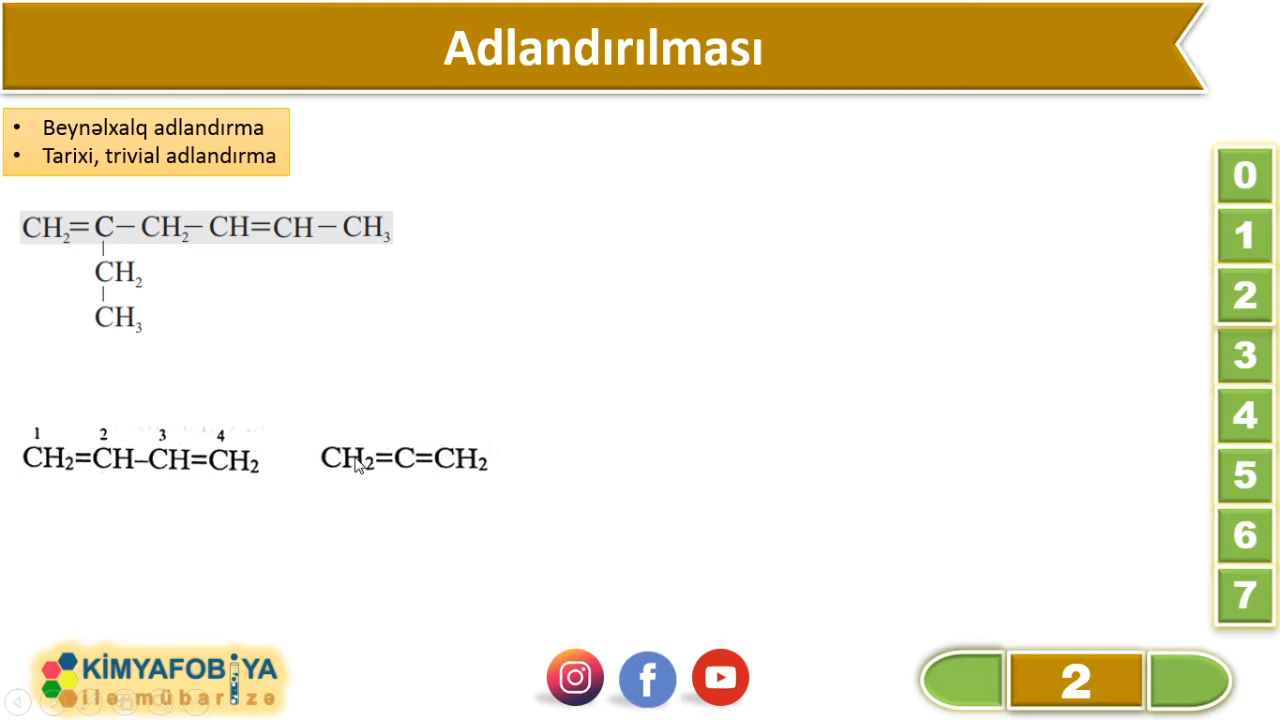 Adlandırılması
• Beynəlxalq adlandırma
• Tarixi, trivial adlandırma
CH₂=C–CH₂–CH=CH–CH₃
|
CH₂
|
CH₃
1 2 3 4
CH₂=CH–CH=CH₂
CH₂=C=CH₂
0
1
2
3
4
5
6
7
KİMYAFOBİYA
ilə mübarizə
2